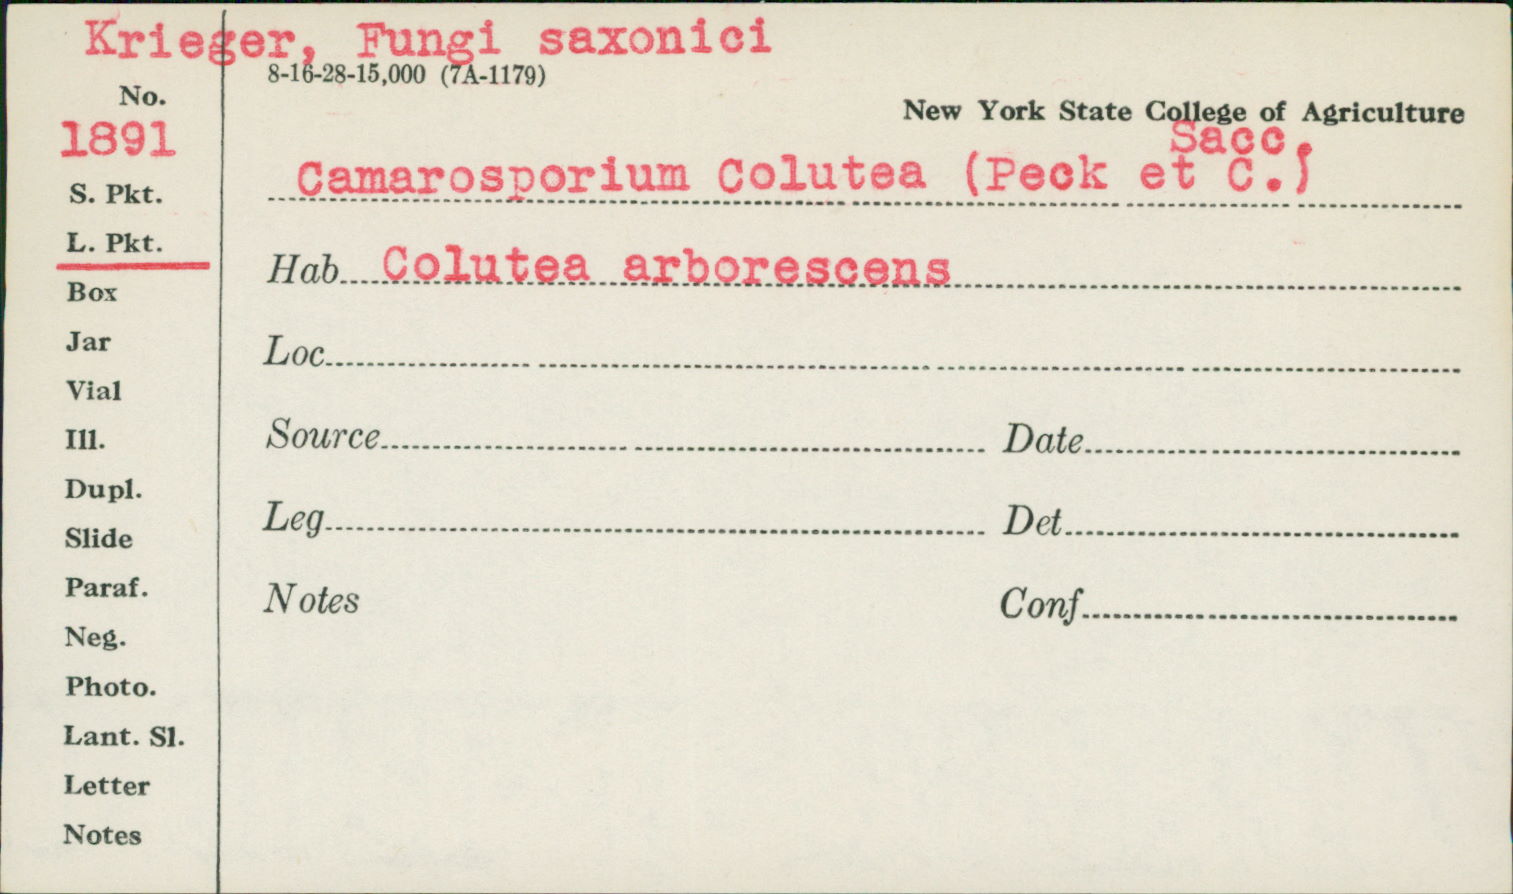 Krieger, Fungi saxonici
8-16-28-15,000 (7A-1179)
No.
1891
New York State College of Agriculture
Sacc.
Camarosporium Colutea (Peck et C.)
S. Pkt.
L. Pkt.
Hab Colutea arborescens
Box
Jar
Loc
Vial
Ill.
Source Date
Dupl.
Leg Det
Slide
Paraf.
Notes Conf
Neg.
Photo.
Lant. Sl.
Letter
Notes